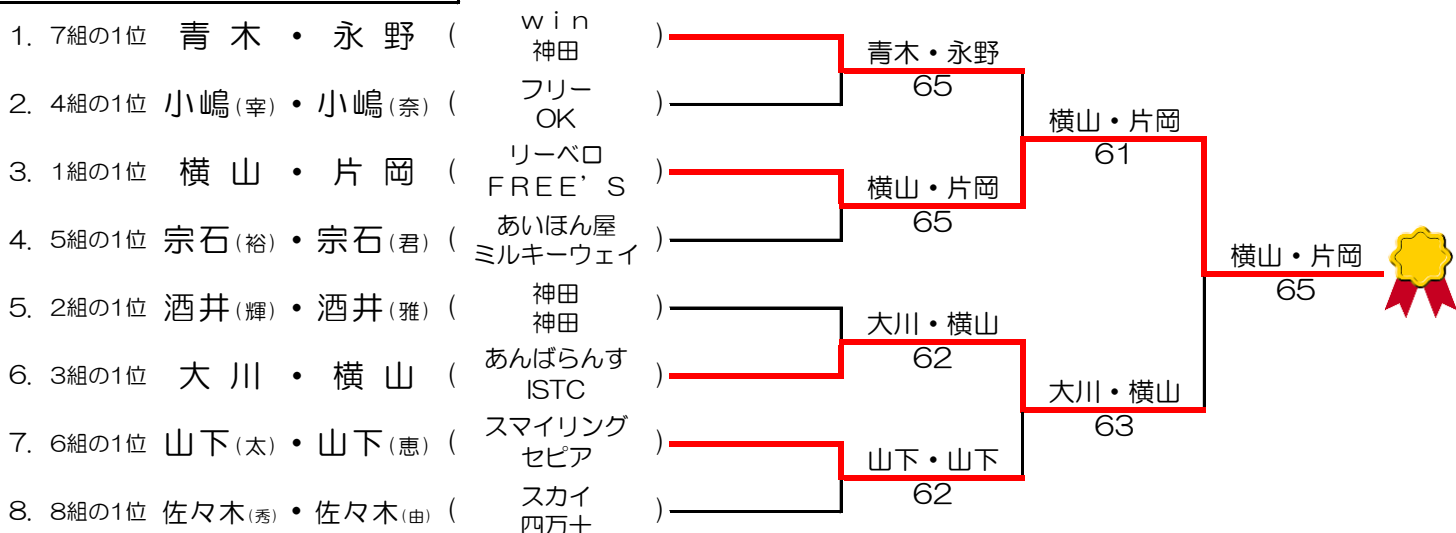 1. 7組の1位 青木・永野 ( win 神田 )
2. 4組の1位 小嶋(宰)・小嶋(奈) ( フリー OK )
3. 1組の1位 横山・片岡 ( リーベロ FREE'S )
4. 5組の1位 宗石(裕)・宗石(君) ( あいほん屋 ミルキーウェイ )
5. 2組の1位 酒井(輝)・酒井(雅) ( 神田 神田 )
6. 3組の1位 大川・横山 ( あんばらんす ISTC )
7. 6組の1位 山下(太)・山下(恵) ( スマイリング セピア )
8. 8組の1位 佐々木(秀)・佐々木(由) ( スカイ 四万十 )
青木・永野
65
横山・片岡
65
大川・横山
62
山下・山下
62
横山・片岡
61
大川・横山
63
横山・片岡
65